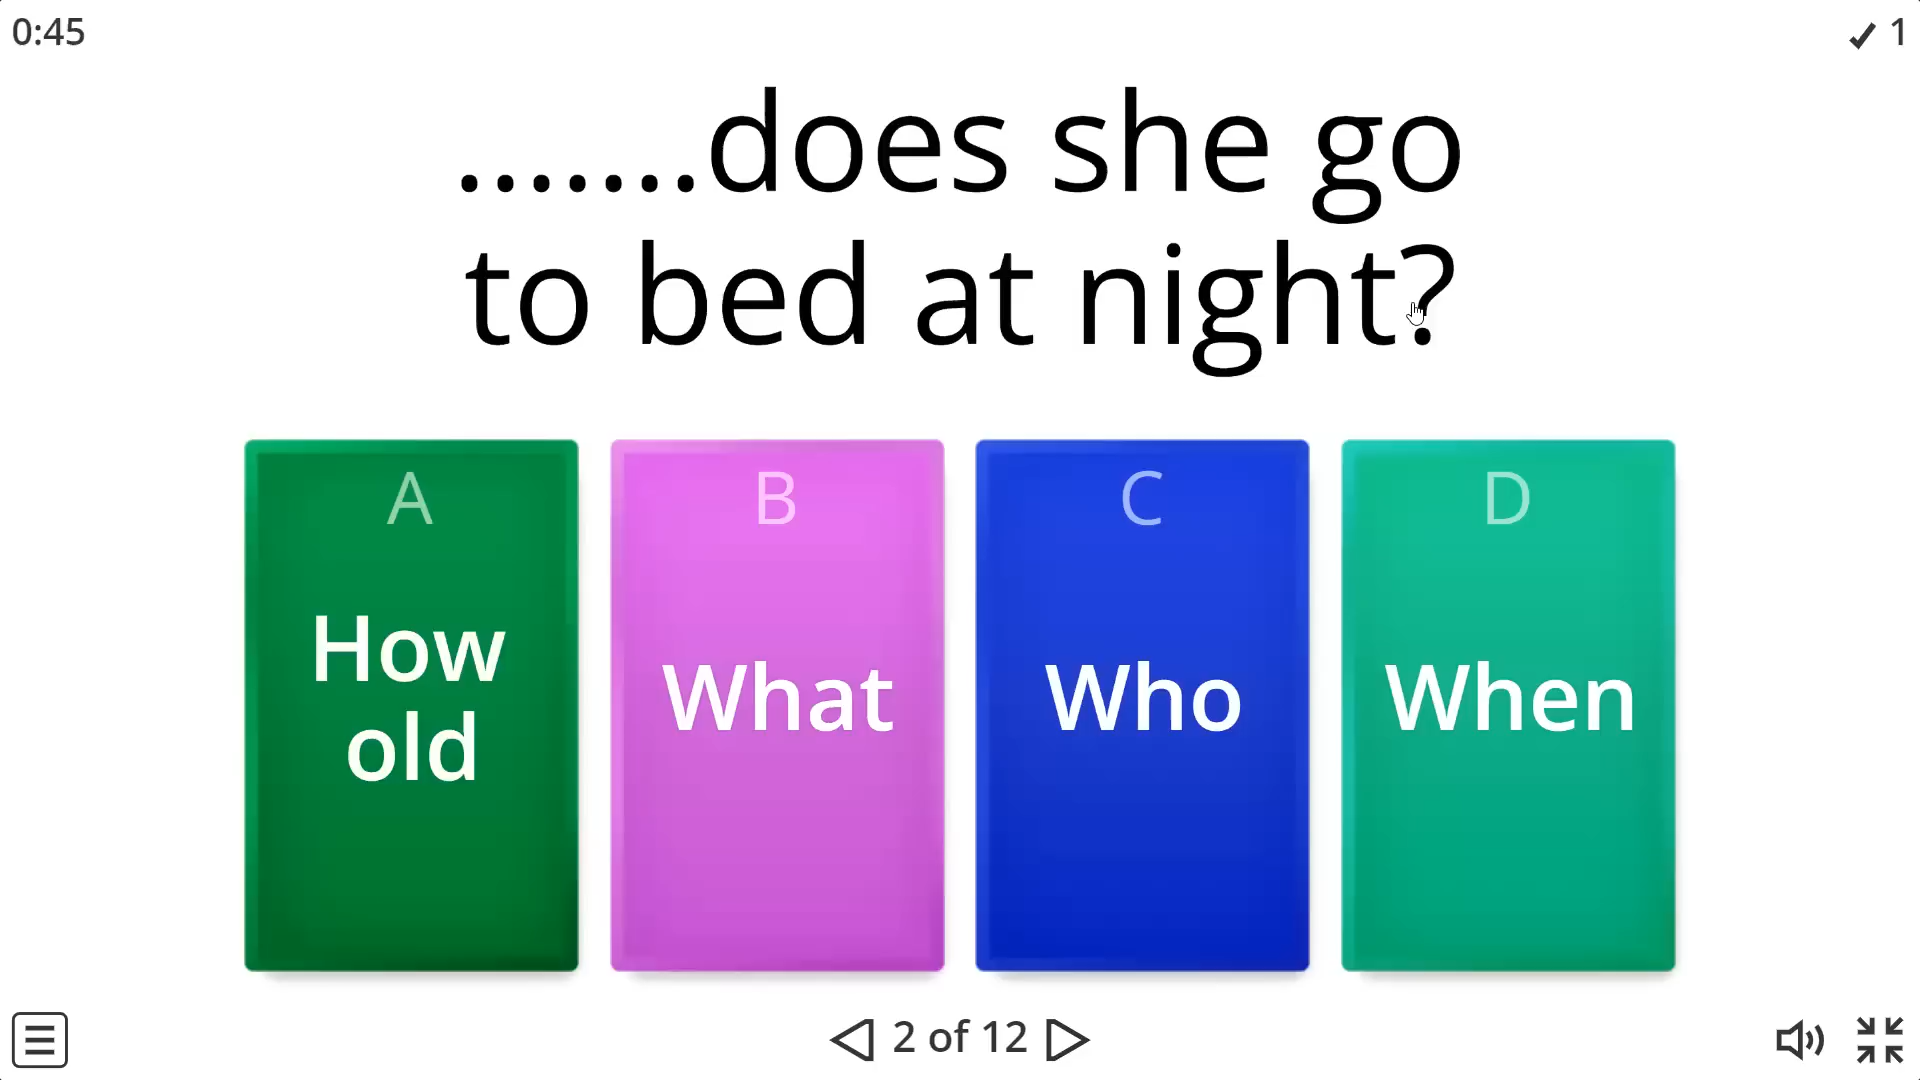 0:45
✓ 1
.......does she go
to bed at night?
A
How
old
B
What
C
Who
D
When
2 of 12